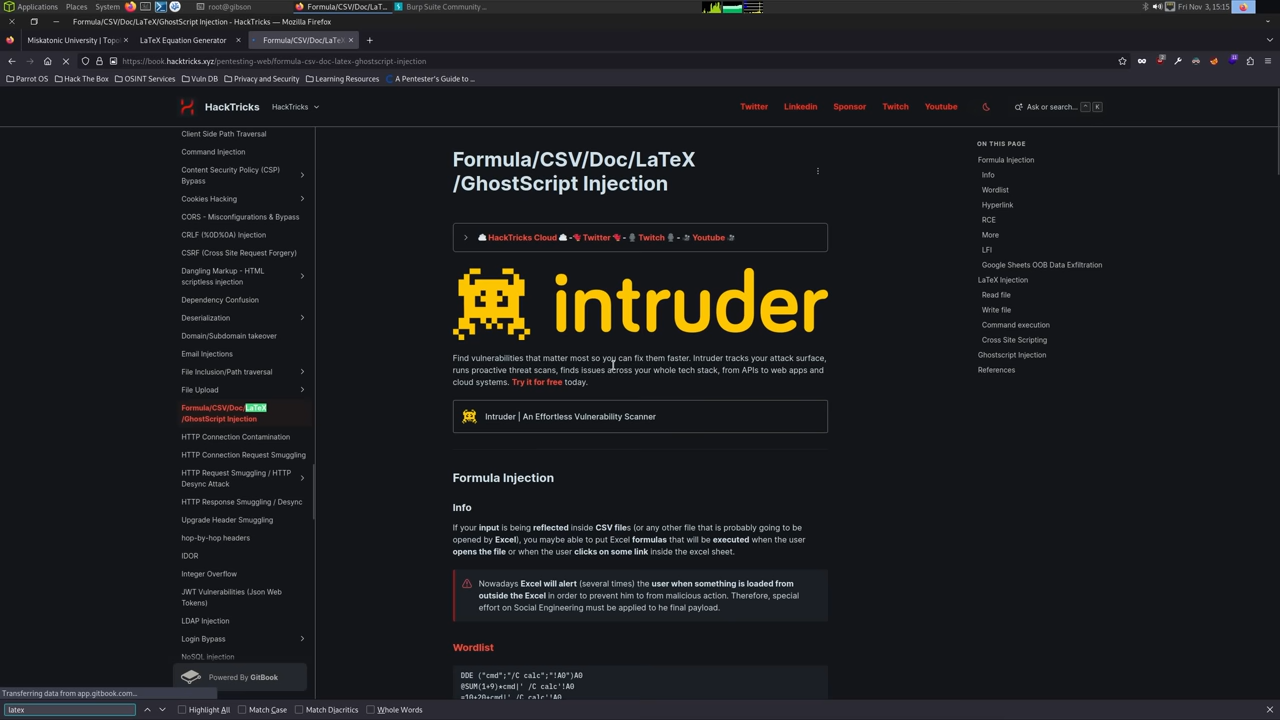 Applications Places System root@gibson Formula/CSV/Doc/LaT... Burp Suite Community ... Fri Nov 3, 15:15
Formula/CSV/Doc/LaTeX/GhostScript Injection - HackTricks — Mozilla Firefox
Miskatonic University | Topo LaTeX Equation Generator Formula/CSV/Doc/LaTeX
https://book.hacktricks.xyz/pentesting-web/formula-csv-doc-latex-ghostscript-injection
Parrot OS Hack The Box OSINT Services Vuln DB Privacy and Security Learning Resources A Pentester's Guide to ...
HackTricks HackTricks Twitter Linkedin Sponsor Twitch Youtube Ask or search... ^ K
Client Side Path Traversal
Command Injection
Content Security Policy (CSP)
Bypass
Cookies Hacking
CORS - Misconfigurations & Bypass
CRLF (%0D%0A) Injection
CSRF (Cross Site Request Forgery)
Dangling Markup - HTML
scriptless injection
Dependency Confusion
Deserialization
Domain/Subdomain takeover
Email Injections
File Inclusion/Path traversal
File Upload
Formula/CSV/Doc/LaTeX
/GhostScript Injection
HTTP Connection Contamination
HTTP Connection Request Smuggling
HTTP Request Smuggling / HTTP
Desync Attack
HTTP Response Smuggling / Desync
Upgrade Header Smuggling
hop-by-hop headers
IDOR
Integer Overflow
JWT Vulnerabilities (Json Web
Tokens)
LDAP Injection
Login Bypass
NoSQL injection
Powered By GitBook
Formula/CSV/Doc/LaTeX
/GhostScript Injection
HackTricks Cloud - Twitter - Twitch - Youtube
intruder
Find vulnerabilities that matter most so you can fix them faster. Intruder tracks your attack surface,
runs proactive threat scans, finds issues across your whole tech stack, from APIs to web apps and
cloud systems. Try it for free today.
Intruder | An Effortless Vulnerability Scanner
Formula Injection
Info
If your input is being reflected inside CSV files (or any other file that is probably going to be
opened by Excel), you maybe able to put Excel formulas that will be executed when the user
opens the file or when the user clicks on some link inside the excel sheet.
Nowadays Excel will alert (several times) the user when something is loaded from
outside the Excel in order to prevent him to from malicious action. Therefore, special
effort on Social Engineering must be applied to he final payload.
Wordlist
DDE ("cmd";"/C calc";"!A0")A0
@SUM(1+9)*cmd|' /C calc'!A0
=10+20+cmd|' /C calc'!A0
ON THIS PAGE
Formula Injection
Info
Wordlist
Hyperlink
RCE
More
LFI
Google Sheets OOB Data Exfiltration
LaTeX Injection
Read file
Write file
Command execution
Cross Site Scripting
Ghostscript Injection
References
Transferring data from app.gitbook.com...
latex Highlight All Match Case Match Diacritics Whole Words